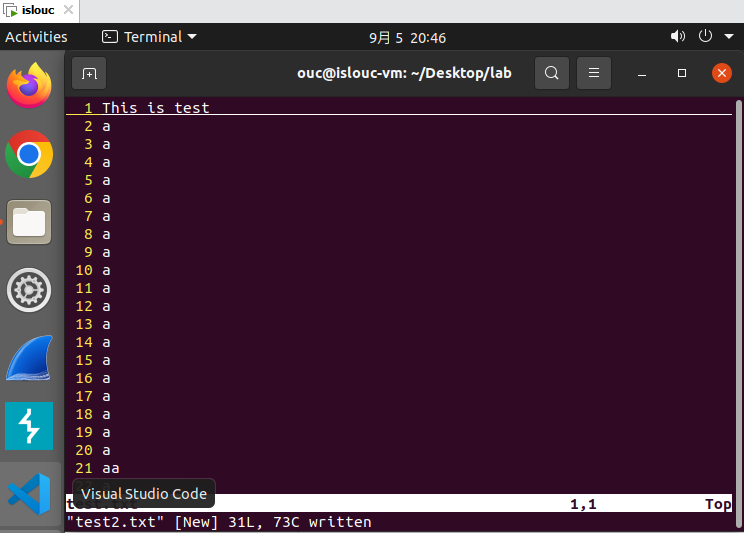 islouc
Activities Terminal 9月 5 20:46
ouc@islouc-vm: ~/Desktop/lab
1 This is test
2 a
3 a
4 a
5 a
6 a
7 a
8 a
9 a
10 a
11 a
12 a
13 a
14 a
15 a
16 a
17 a
18 a
19 a
20 a
21 aa
Visual Studio Code
1,1 Top
"test2.txt" [New] 31L, 73C written